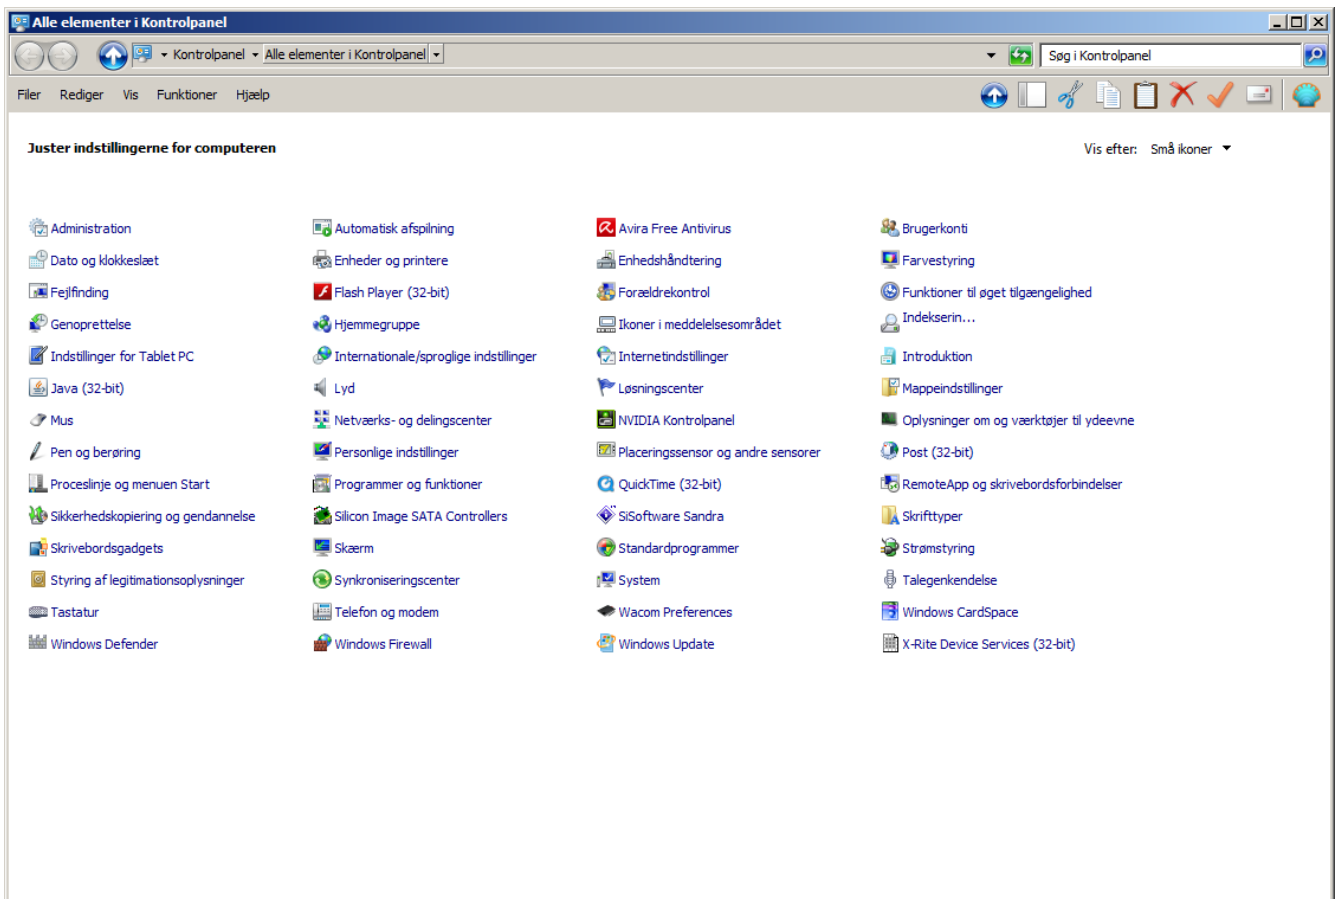 Alle elementer i Kontrolpanel
Kontrolpanel Alle elementer i Kontrolpanel Søg i Kontrolpanel
Filer Rediger Vis Funktioner Hjælp
Juster indstillingerne for computeren Vis efter: Små ikoner
Administration Automatisk afspilning Avira Free Antivirus Brugerkonti
Dato og klokkeslæt Enheder og printere Enhedshåndtering Farvestyring
Fejlfinding Flash Player (32-bit) Forældrekontrol Funktioner til øget tilgængelighed
Genoprettelse Hjemmegruppe Ikoner i meddelelsesområdet Indekserin...
Indstillinger for Tablet PC Internationale/sproglige indstillinger Internetindstillinger Introduktion
Java (32-bit) Lyd Løsningscenter Mappeindstillinger
Mus Netværks- og delingscenter NVIDIA Kontrolpanel Oplysninger om og værktøjer til ydeevne
Pen og berøring Personlige indstillinger Placeringssensor og andre sensorer Post (32-bit)
Proceslinje og menuen Start Programmer og funktioner QuickTime (32-bit) RemoteApp og skrivebordsforbindelser
Sikkerhedskopiering og gendannelse Silicon Image SATA Controllers SiSoftware Sandra Skrifttyper
Skrivebordsgadgets Skærm Standardprogrammer Strømstyring
Styring af legitimationsoplysninger Synkroniseringscenter System Talegenkendelse
Tastatur Telefon og modem Wacom Preferences Windows CardSpace
Windows Defender Windows Firewall Windows Update X-Rite Device Services (32-bit)